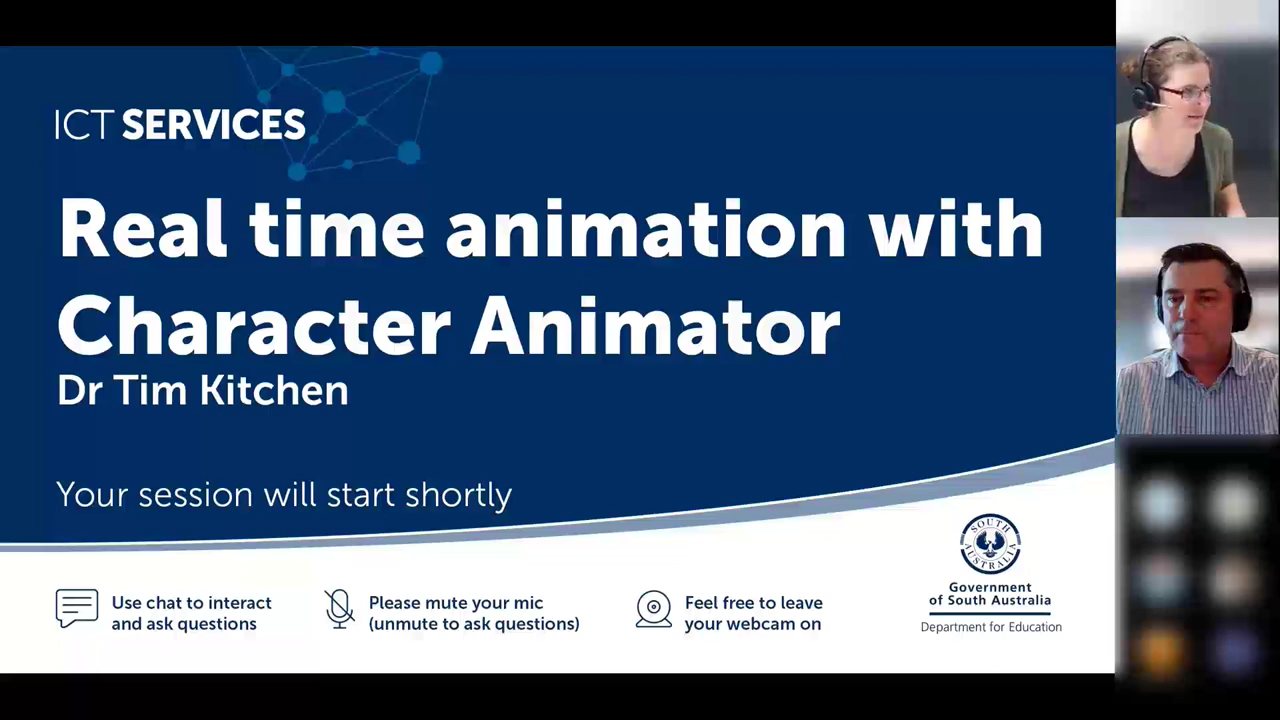 ICT SERVICES
Real time animation with
Character Animator
Dr Tim Kitchen
Your session will start shortly
Use chat to interact
and ask questions
Please mute your mic
(unmute to ask questions)
Feel free to leave
your webcam on
SOUTH
AUSTRALIA
Government
of South Australia
Department for Education